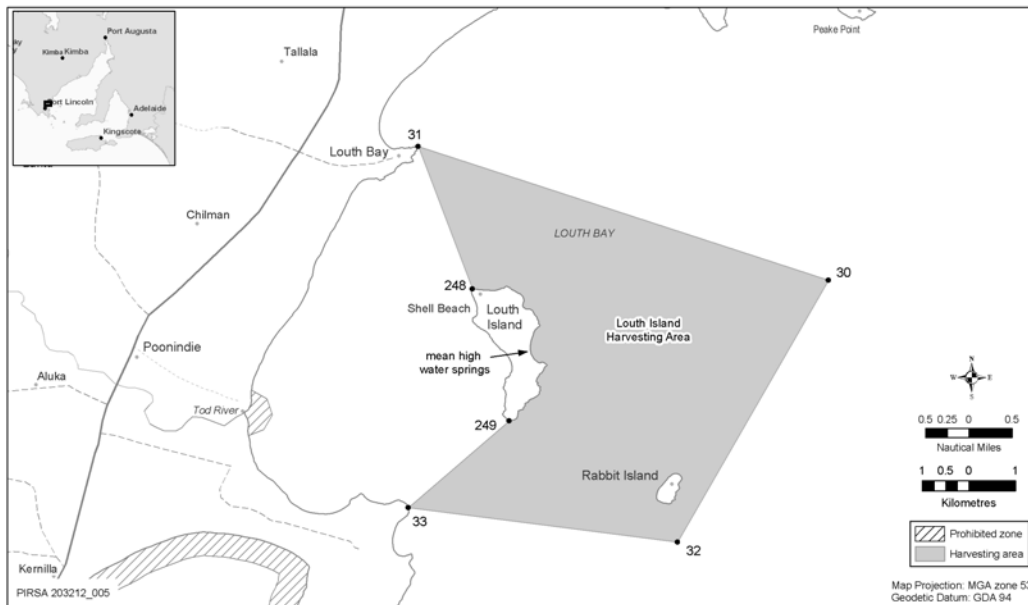 Port Augusta
Kimba Kimba
Port Lincoln
Adelaide
Kingscote
Tallala
Peake Point
31
Louth Bay
Chilman
LOUTH BAY
30
248
Shell Beach
Louth
Island
Louth Island
Harvesting Area
mean high
water springs
Poonindie
Aluka
Tod River
249
Rabbit Island
33
32
Kernilla
PIRSA 203212_005
N
W E
S
0.5 0.25 0 0.5
Nautical Miles
1 0.5 0 1
Kilometres
Prohibited zone
Harvesting area
Map Projection: MGA zone 53
Geodetic Datum: GDA 94